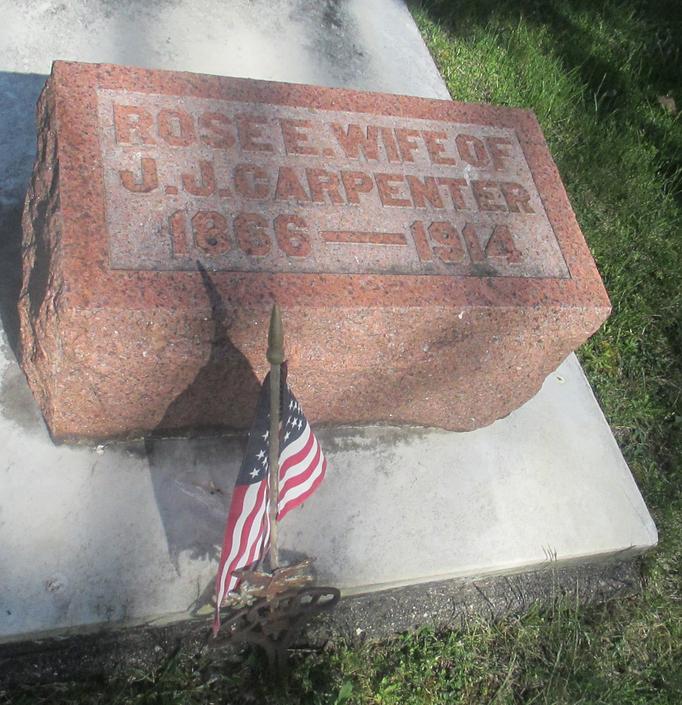 ROSE E. WIFE OF
J. J. CARPENTER
1866 — 1914